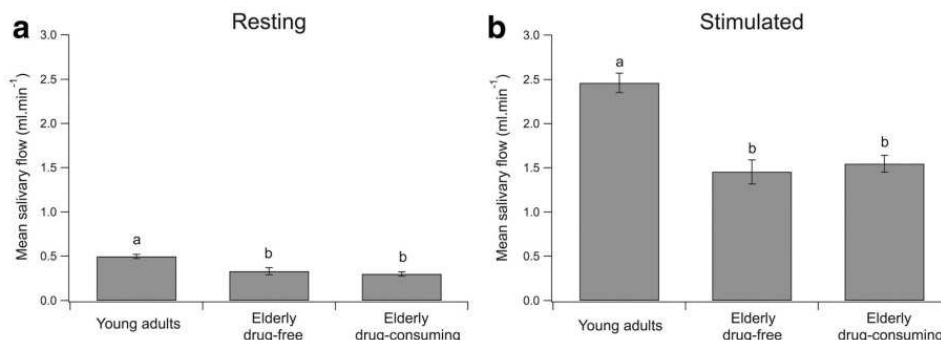 a
Resting
Mean salivary flow (ml.min⁻¹)
3.0
2.5
2.0
1.5
1.0
0.5
0.0
a
b
b
Young adults
Elderly
drug-free
Elderly
drug-consuming
b
Stimulated
Mean salivary flow (ml.min⁻¹)
3.0
2.5
2.0
1.5
1.0
0.5
0.0
a
b
b
Young adults
Elderly
drug-free
Elderly
drug-consuming